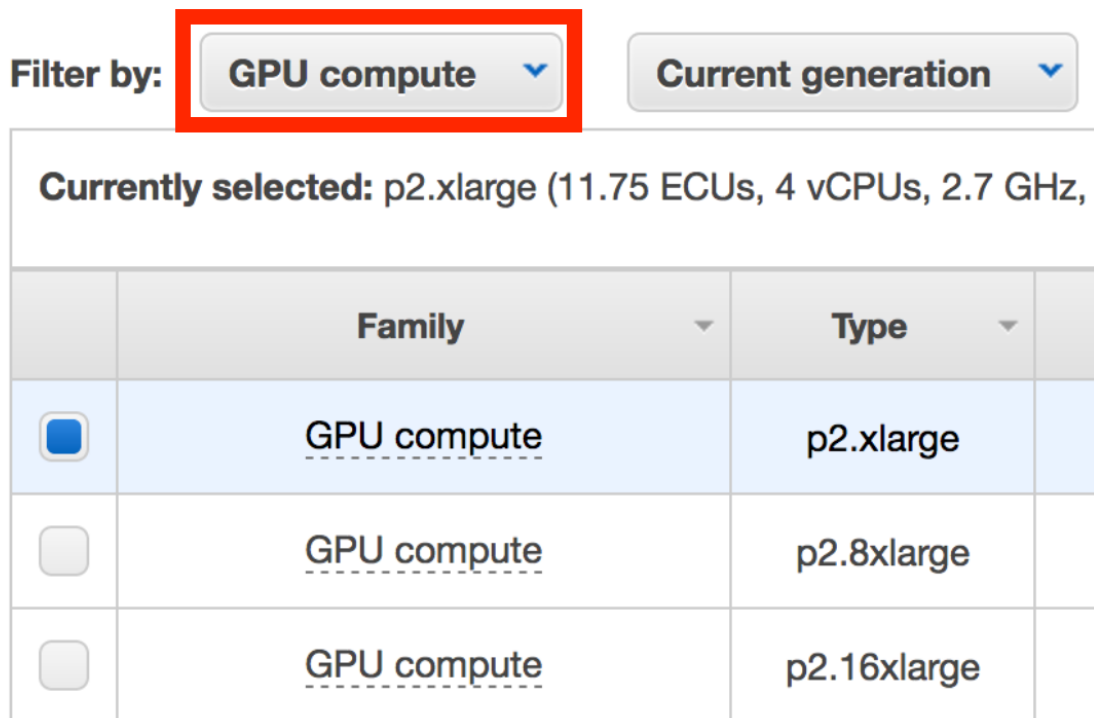 Filter by: GPU compute Current generation
Currently selected: p2.xlarge (11.75 ECUs, 4 vCPUs, 2.7 GHz,
Family Type
GPU compute p2.xlarge
GPU compute p2.8xlarge
GPU compute p2.16xlarge